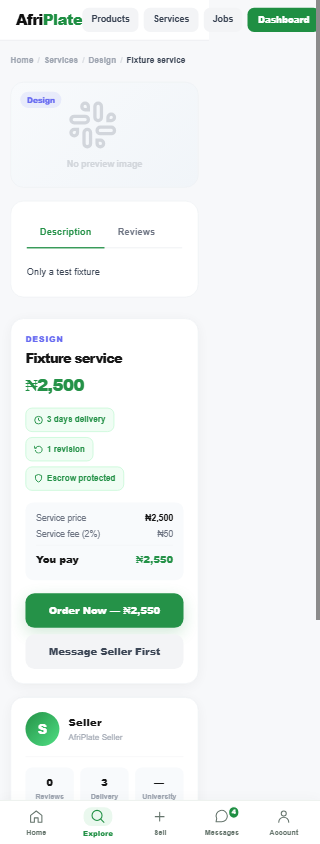 AfriPlate Products Services Jobs Dashboard
Home / Services / Design / Fixture service
Design
No preview image
Description Reviews
Only a test fixture
DESIGN
Fixture service
₦2,500
3 days delivery
1 revision
Escrow protected
Service price ₦2,500
Service fee (2%) ₦50
You pay ₦2,550
Order Now — ₦2,550
Message Seller First
S
Seller
AfriPlate Seller
0 3 —
Reviews Delivery University
4
Home Explore Sell Messages Account